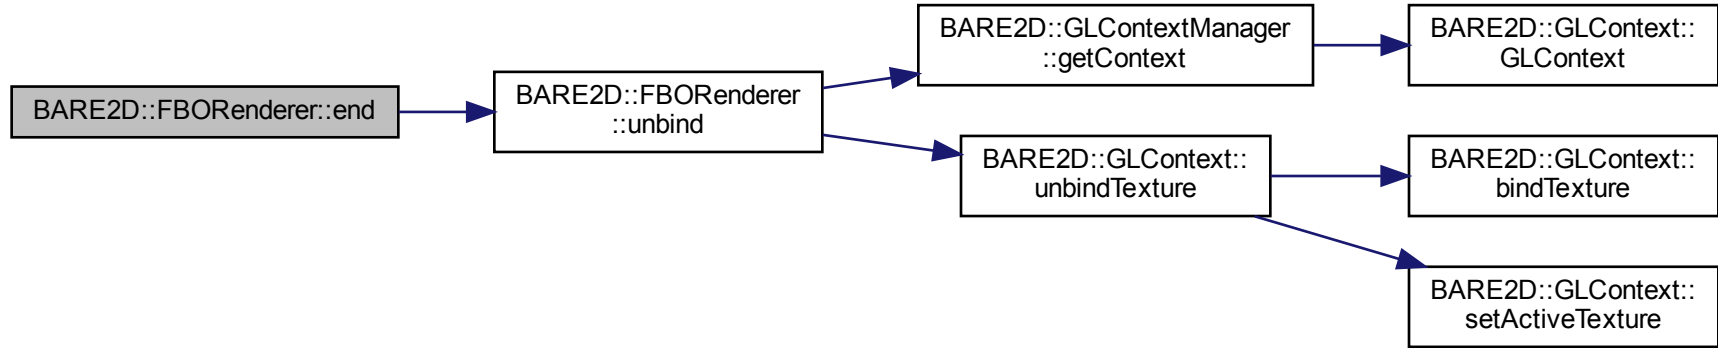 BARE2D::FBORenderer::end
BARE2D::FBORenderer
::unbind
BARE2D::GLContextManager
::getContext
BARE2D::GLContext::
GLContext
BARE2D::GLContext::
unbindTexture
BARE2D::GLContext::
bindTexture
BARE2D::GLContext::
setActiveTexture